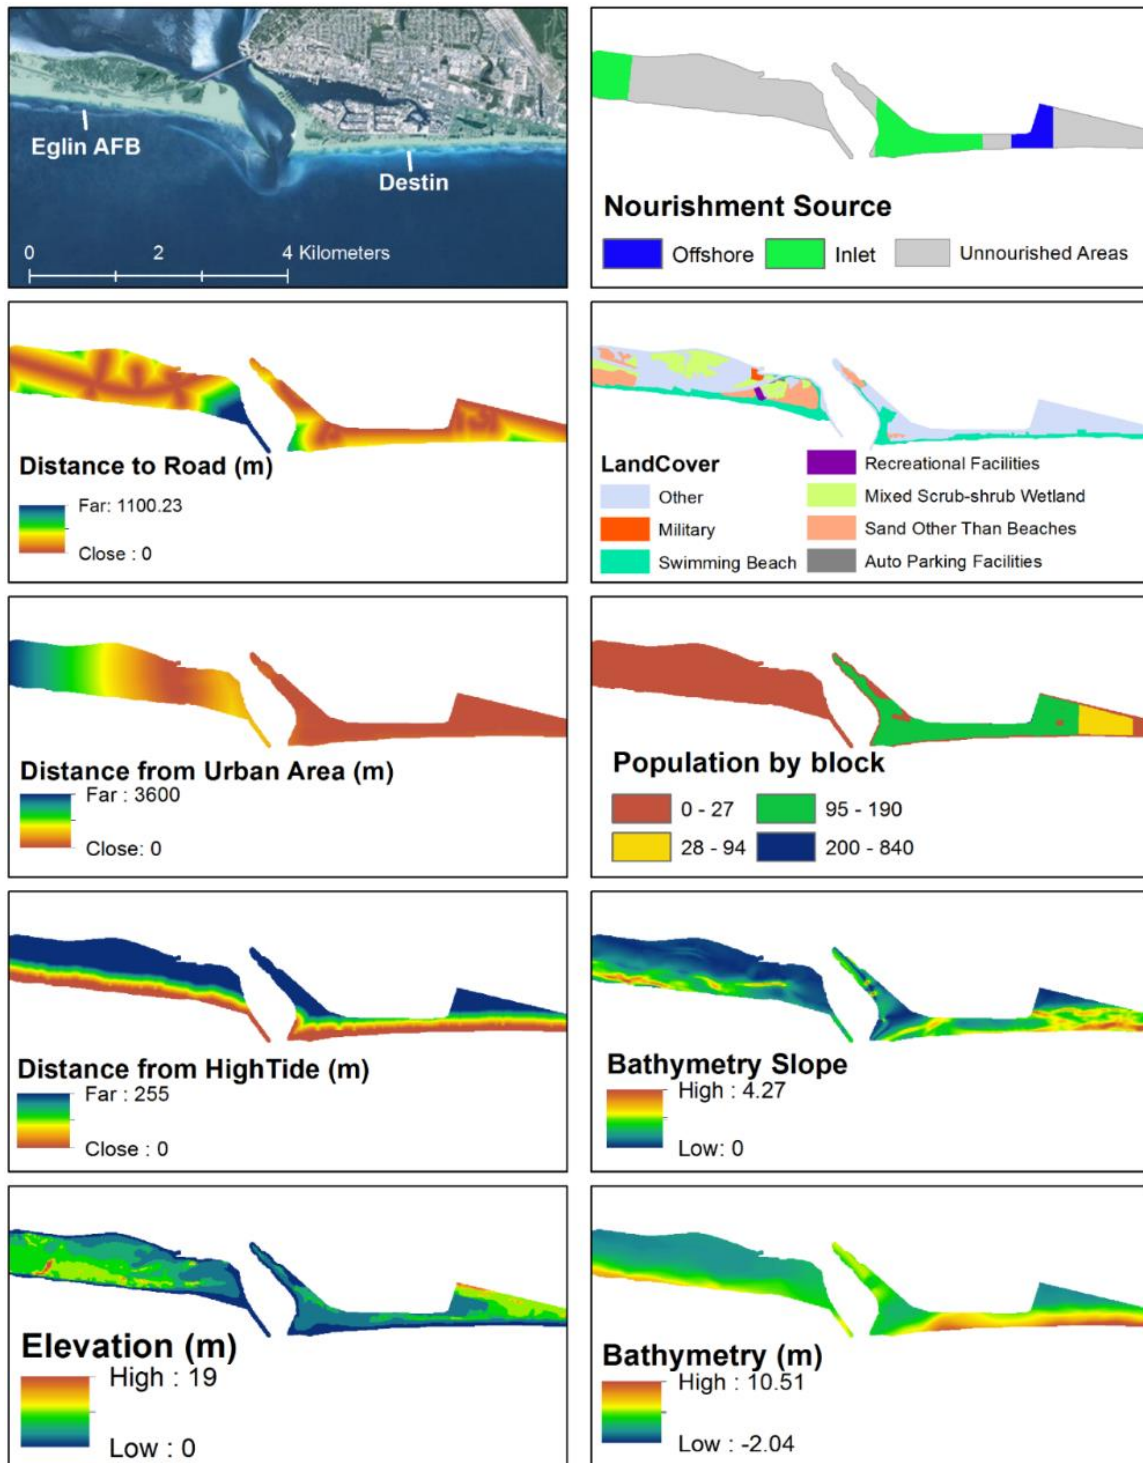 Eglin AFB
Destin
0 2 4 Kilometers
Nourishment Source
Offshore Inlet Unnourished Areas
Distance to Road (m)
Far: 1100.23
Close : 0
LandCover
Other
Military
Swimming Beach
Recreational Facilities
Mixed Scrub-shrub Wetland
Sand Other Than Beaches
Auto Parking Facilities
Distance from Urban Area (m)
Far : 3600
Close: 0
Population by block
0 - 27 95 - 190
28 - 94 200 - 840
Distance from HighTide (m)
Far : 255
Close : 0
Bathymetry Slope
High : 4.27
Low: 0
Elevation (m)
High : 19
Low : 0
Bathymetry (m)
High : 10.51
Low : -2.04